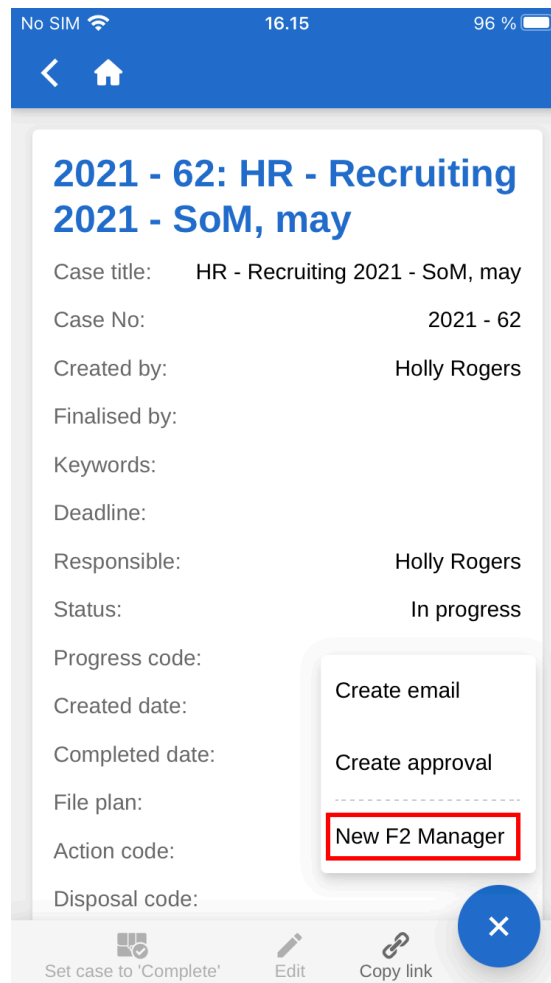 No SIM 16.15 96 %
2021 - 62: HR - Recruiting
2021 - SoM, may
Case title: HR - Recruiting 2021 - SoM, may
Case No: 2021 - 62
Created by: Holly Rogers
Finalised by:
Keywords:
Deadline:
Responsible: Holly Rogers
Status: In progress
Progress code:
Created date:
Completed date:
File plan:
Action code:
Disposal code:
Create email
Create approval
New F2 Manager
Set case to 'Complete' Edit Copy link